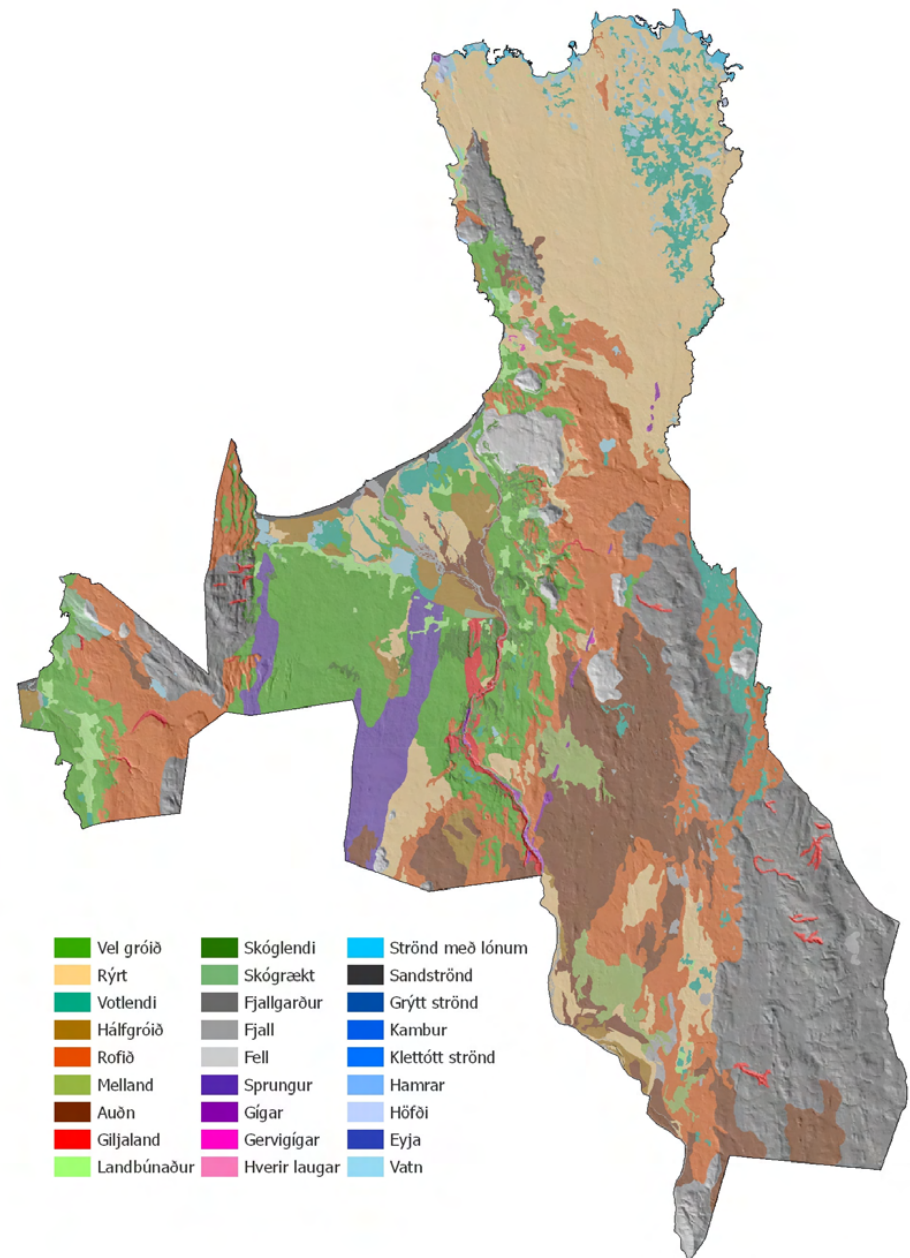 Vel gróið
Rýrt
Votlendi
Hálfgróið
Rofið
Melland
Auðn
Giljaland
Landbúnaður
Skóglendi
Skógrækt
Fjallgarður
Fjall
Fell
Sprungur
Gígar
Gervigígar
Hverir laugar
Strönd með lónum
Sandströnd
Grýtt strönd
Kambur
Klettótt strönd
Hamrar
Höfði
Eyja
Vatn